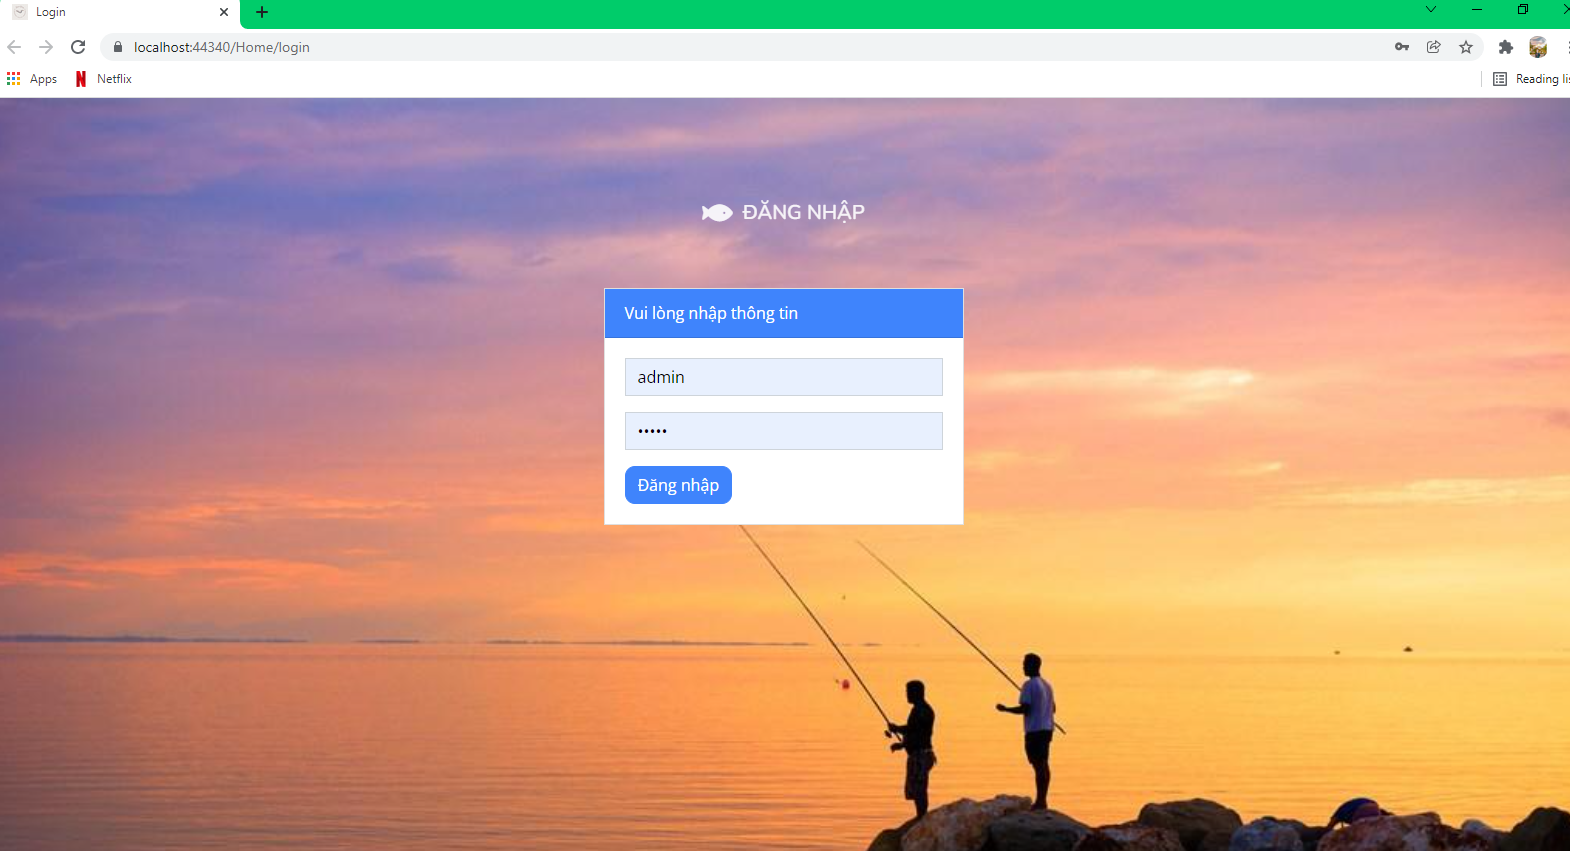 Login
localhost:44340/Home/login
Apps
Netflix
Reading
ĐĂNG NHẬP
Vui lòng nhập thông tin
admin
•••••
Đăng nhập